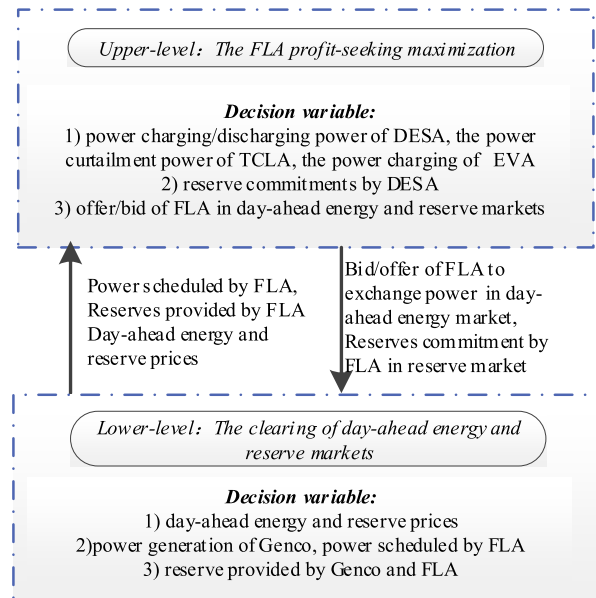 Upper-level：The FLA profit-seeking maximization
Decision variable:
1) power charging/discharging power of DESA, the power
curtailment power of TCLA, the power charging of EVA
2) reserve commitments by DESA
3) offer/bid of FLA in day-ahead energy and reserve markets
Power scheduled by FLA,
Reserves provided by FLA
Day-ahead energy and
reserve prices
Bid/offer of FLA to
exchange power in day-
ahead energy market,
Reserves commitment by
FLA in reserve market
Lower-level：The clearing of day-ahead energy and
reserve markets
Decision variable:
1) day-ahead energy and reserve prices
2)power generation of Genco, power scheduled by FLA
3) reserve provided by Genco and FLA